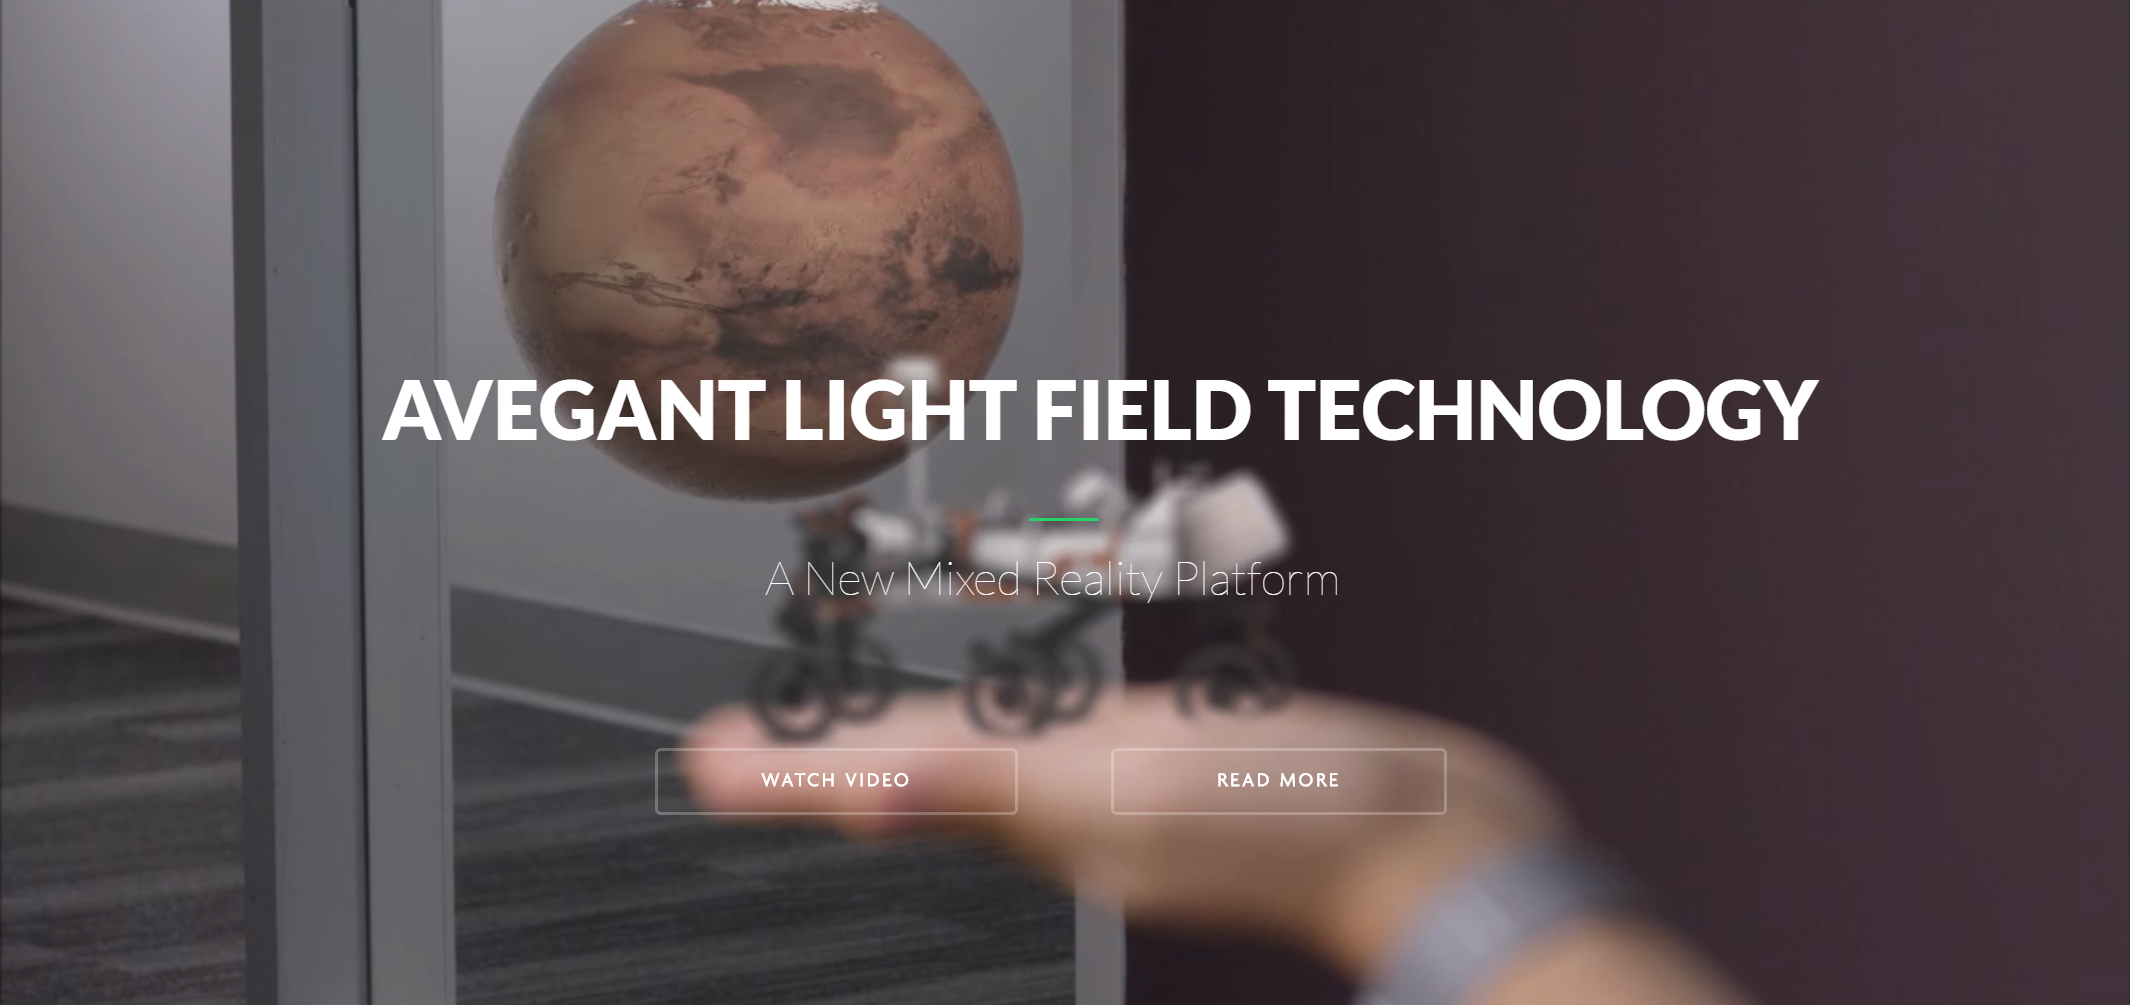 AVEGANT LIGHT FIELD TECHNOLOGY
A New Mixed Reality Platform
WATCH VIDEO
READ MORE